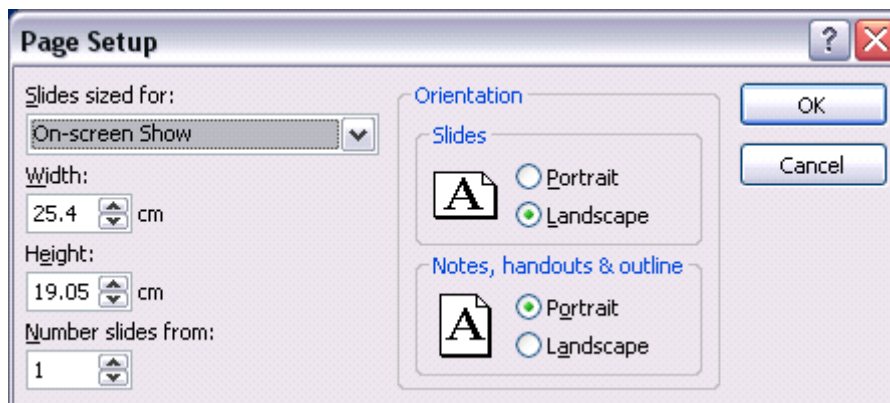 Page Setup
?
Slides sized for:
On-screen Show
Width:
25.4 cm
Height:
19.05 cm
Number slides from:
1
Orientation
Slides
A
Portrait
Landscape
Notes, handouts & outline
A
Portrait
Landscape
OK
Cancel